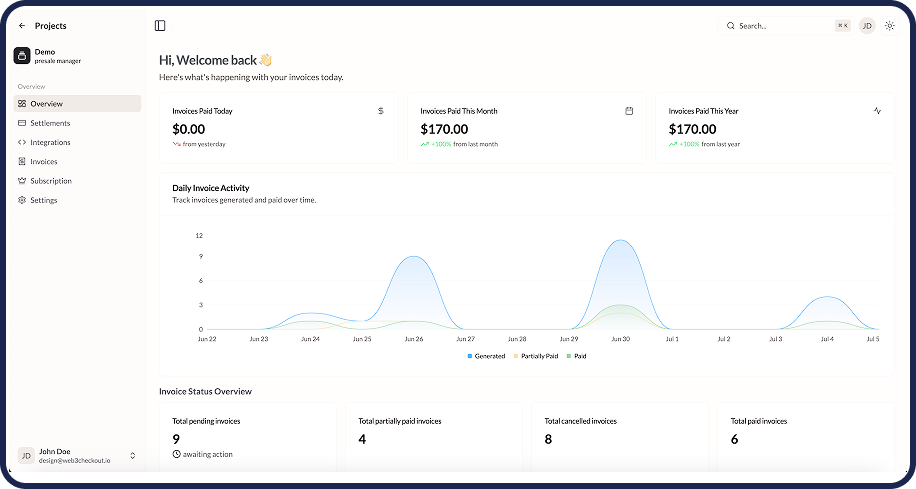 Projects
Search...
⌘ K
JD
Demo
presale manager
Overview
Overview
Settlements
Integrations
Invoices
Subscription
Settings
John Doe
JD
design@web3checkout.io
Hi, Welcome back 👋
Here's what's happening with your invoices today.
Invoices Paid Today
$
$0.00
from yesterday
Invoices Paid This Month
$170.00
+100% from last month
Invoices Paid This Year
$170.00
+100% from last year
Daily Invoice Activity
Track invoices generated and paid over time.
12
9
6
3
0
Jun 22 Jun 23 Jun 24 Jun 25 Jun 26 Jun 27 Jun 28 Jun 29 Jun 30 Jul 1 Jul 2 Jul 3 Jul 4 Jul 5
Generated Partially Paid Paid
Invoice Status Overview
Total pending invoices
9
awaiting action
Total partially paid invoices
4
Total cancelled invoices
8
Total paid invoices
6